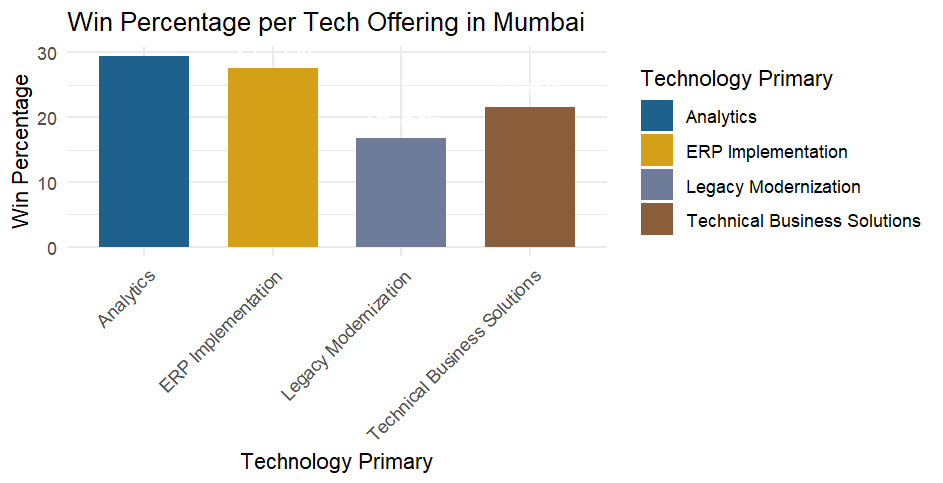 Win Percentage per Tech Offering in Mumbai
Win Percentage
30
20
10
0
Analytics
ERP Implementation
Legacy Modernization
Technical Business Solutions
Technology Primary
Technology Primary
Analytics
ERP Implementation
Legacy Modernization
Technical Business Solutions